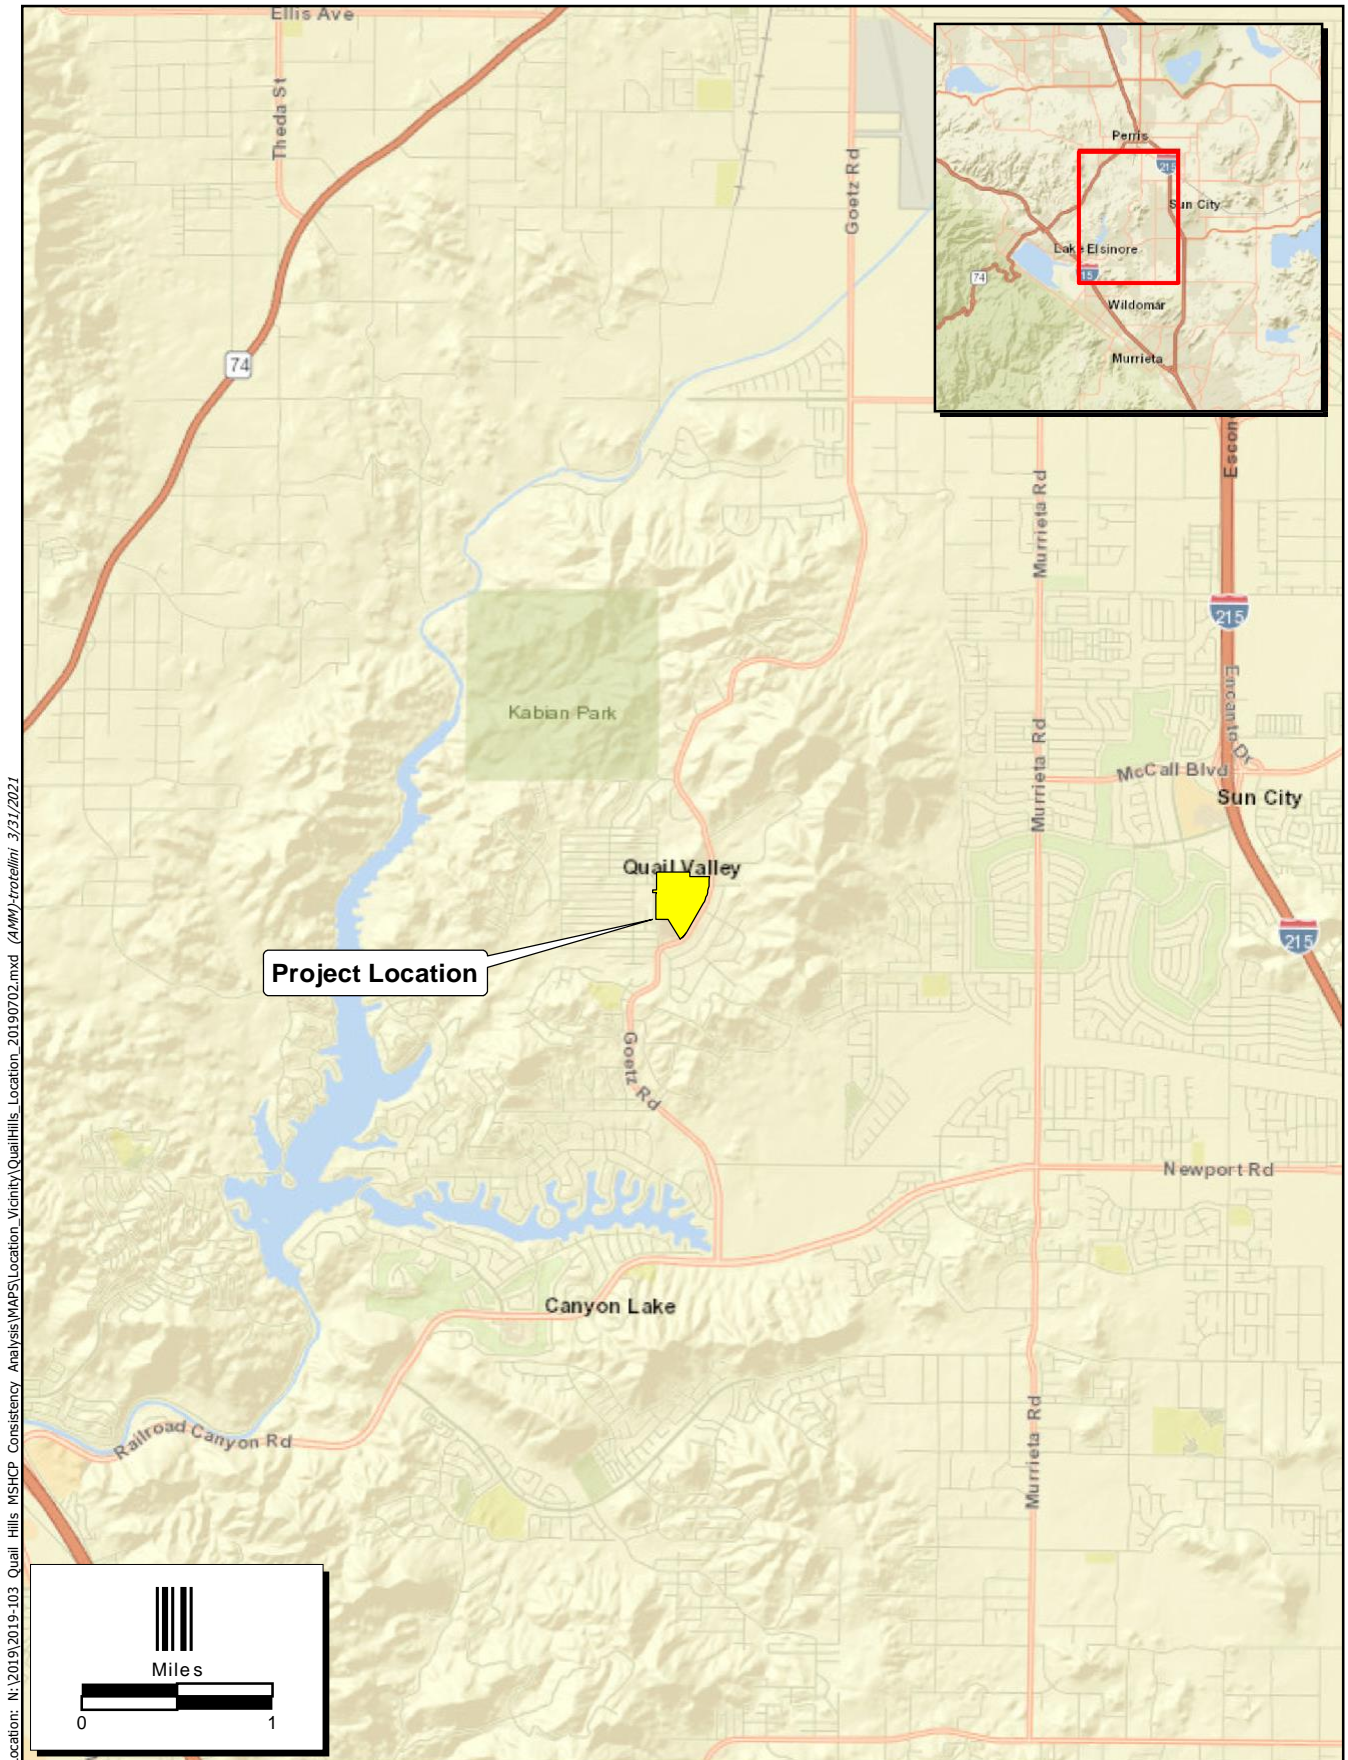 Ellis Ave
Theda St
Goetz Rd
74
Perris
215
Sun City
Lake Elsinore
74
15
Wildomar
Murrieta
Escon
Murrieta Rd
215
Kabian Park
Encanto Dr
Murrieta Rd
McCall Blvd
Sun City
Quail Valley
215
Project Location
Goetz Rd
Newport Rd
Canyon Lake
Railroad Canyon Rd
Murrieta Rd
Miles
0 1
ocation: N:\2019\2019-103 Quail Hills MSHCP Consistency Analysis\MAPS\Location_Vicinity\QuailHills_Location_20190702.mxd (AMM)-trotellini 3/31/2021